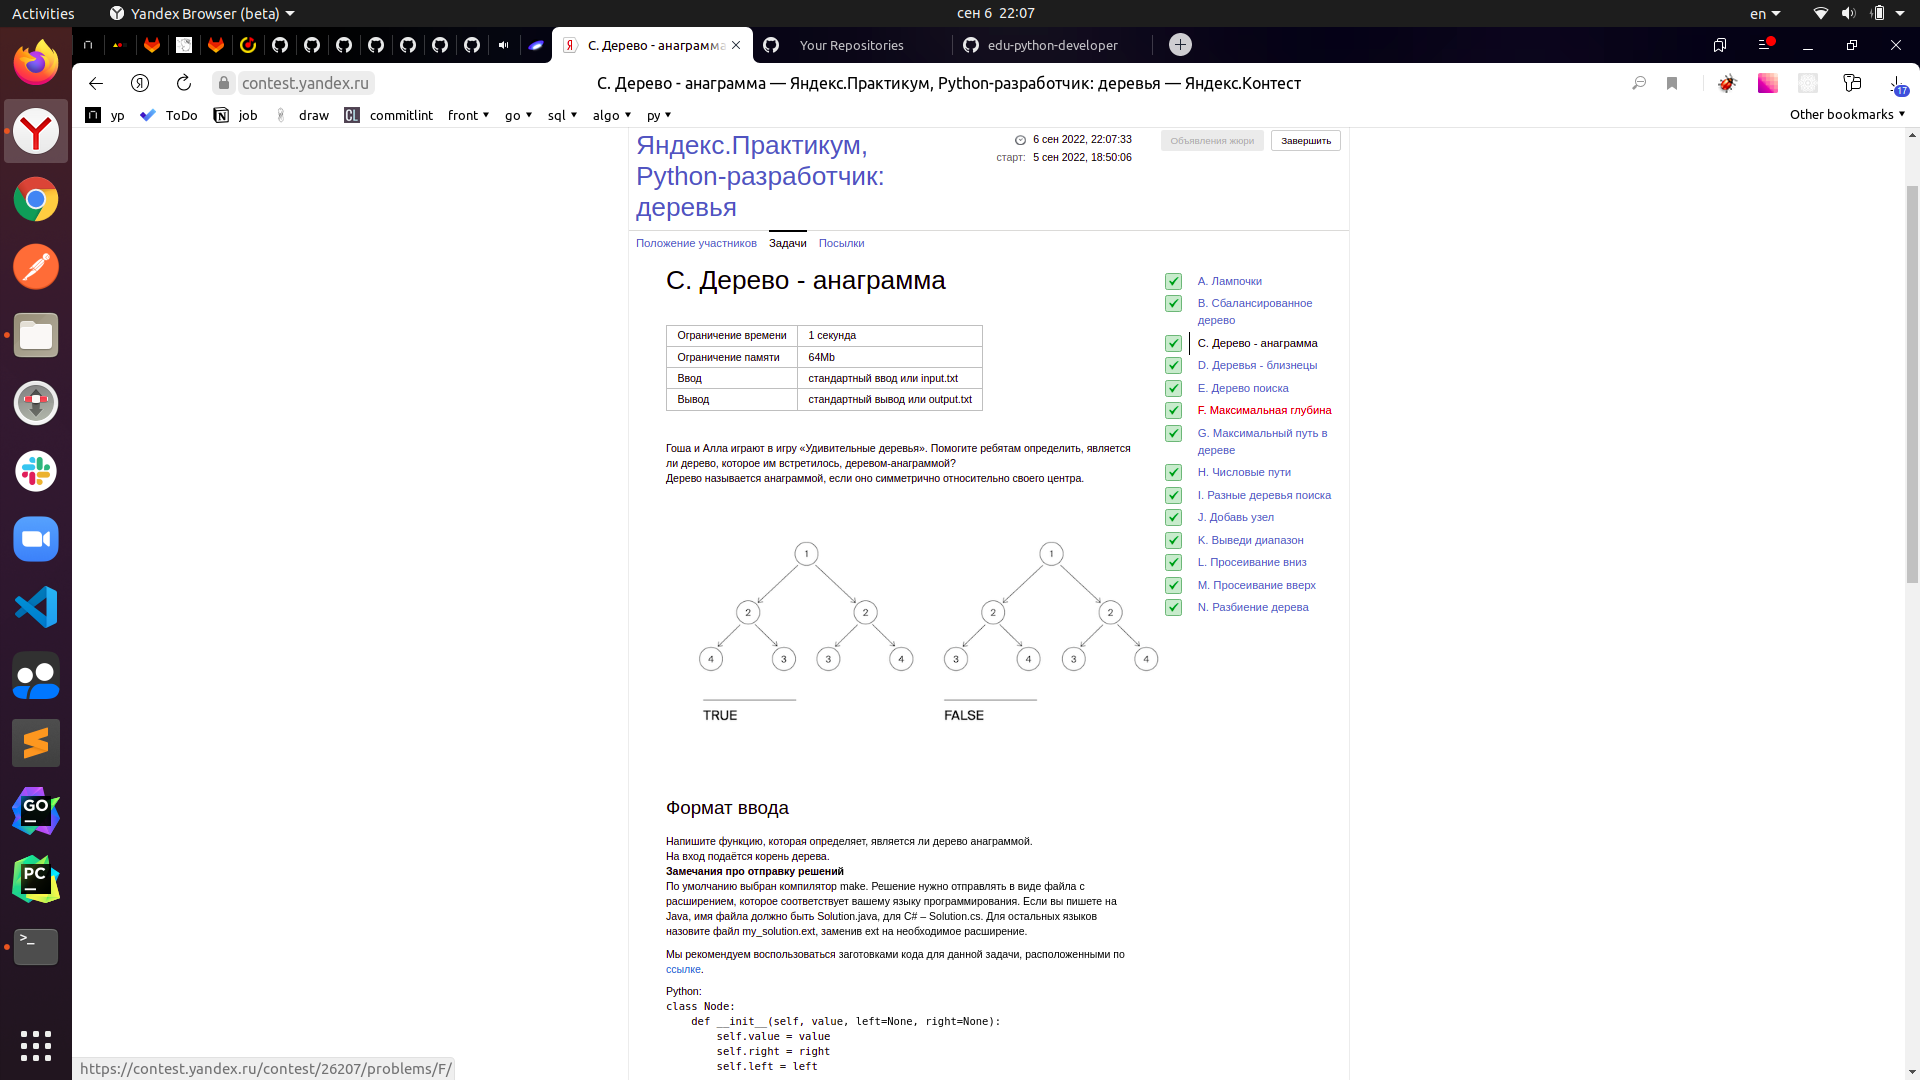 Activities
Yandex Browser (beta)
сен 6 22:07
en
С. Дерево - анаграмма
Your Repositories
edu-python-developer
contest.yandex.ru
С. Дерево - анаграмма — Яндекс.Практикум, Python-разработчик: деревья — Яндекс.Контест
17
yp
ToDo
job
draw
CL
commitlint
front
go
sql
algo
py
Other bookmarks
Яндекс.Практикум,
Python-разработчик:
деревья
6 сен 2022, 22:07:33
старт: 5 сен 2022, 18:50:06
Объявления жюри
Завершить
Положение участников
Задачи
Посылки
С. Дерево - анаграмма
Ограничение времени 1 секунда
Ограничение памяти 64Mb
Ввод стандартный ввод или input.txt
Вывод стандартный вывод или output.txt
Гоша и Алла играют в игру «Удивительные деревья». Помогите ребятам определить, является
ли дерево, которое им встретилось, деревом-анаграммой?
Дерево называется анаграммой, если оно симметрично относительно своего центра.
1 1
2 2 2 2
4 3 3 4 3 4 3 4
TRUE FALSE
Формат ввода
Напишите функцию, которая определяет, является ли дерево анаграммой.
На вход подаётся корень дерева.
Замечания про отправку решений
По умолчанию выбран компилятор make. Решение нужно отправлять в виде файла с
расширением, которое соответствует вашему языку программирования. Если вы пишете на
Java, имя файла должно быть Solution.java, для C# – Solution.cs. Для остальных языков
назовите файл my_solution.ext, заменив ext на необходимое расширение.
Мы рекомендуем воспользоваться заготовками кода для данной задачи, расположенными по
ссылке.
Python:
class Node:
def __init__(self, value, left=None, right=None):
self.value = value
self.right = right
self.left = left
A. Лампочки
B. Сбалансированное
дерево
C. Дерево - анаграмма
D. Деревья - близнецы
E. Дерево поиска
F. Максимальная глубина
G. Максимальный путь в
дереве
H. Числовые пути
I. Разные деревья поиска
J. Добавь узел
K. Выведи диапазон
L. Просеивание вниз
M. Просеивание вверх
N. Разбиение дерева
GO
PC
>_
https://contest.yandex.ru/contest/26207/problems/F/